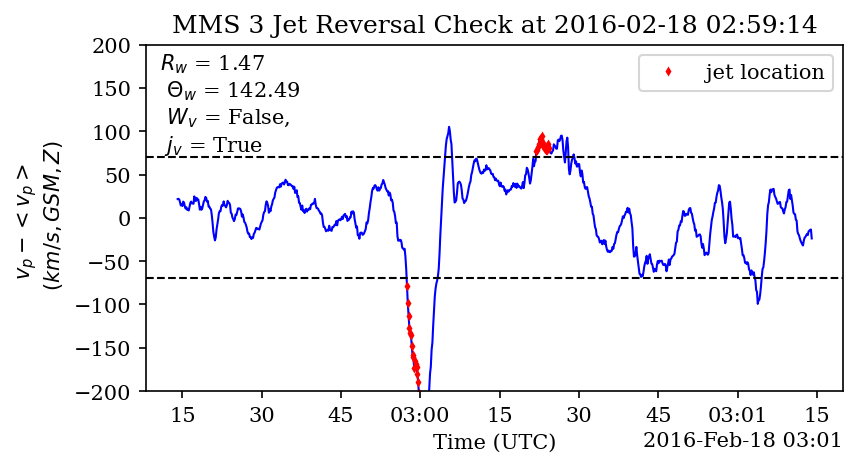 MMS 3 Jet Reversal Check at 2016-02-18 02:59:14
R_w = 1.47
Θ_w = 142.49
W_v = False,
j_v = True
jet location
v_p − <v_p>
(km/s, GSM, Z)
200
150
100
50
0
−50
−100
−150
−200
15 30 45 03:00 15 30 45 03:01 15
Time (UTC)
2016-Feb-18 03:01